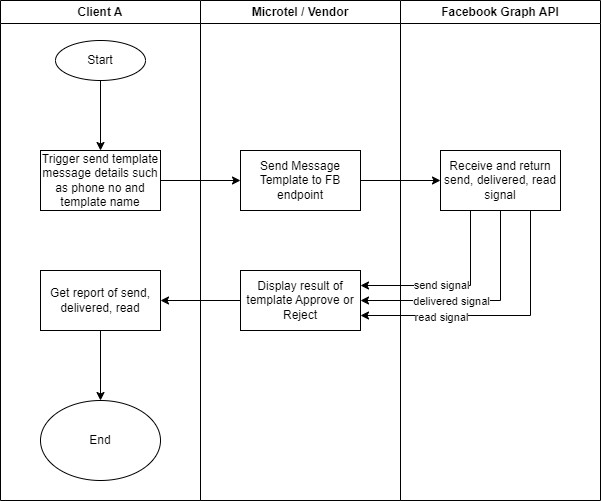 Client A
Microtel / Vendor
Facebook Graph API
Start
Trigger send template
message details such
as phone no and
template name
Send Message
Template to FB
endpoint
Receive and return
send, delivered, read
signal
Get report of send,
delivered, read
Display result of
template Approve or
Reject
send signal
delivered signal
read signal
End